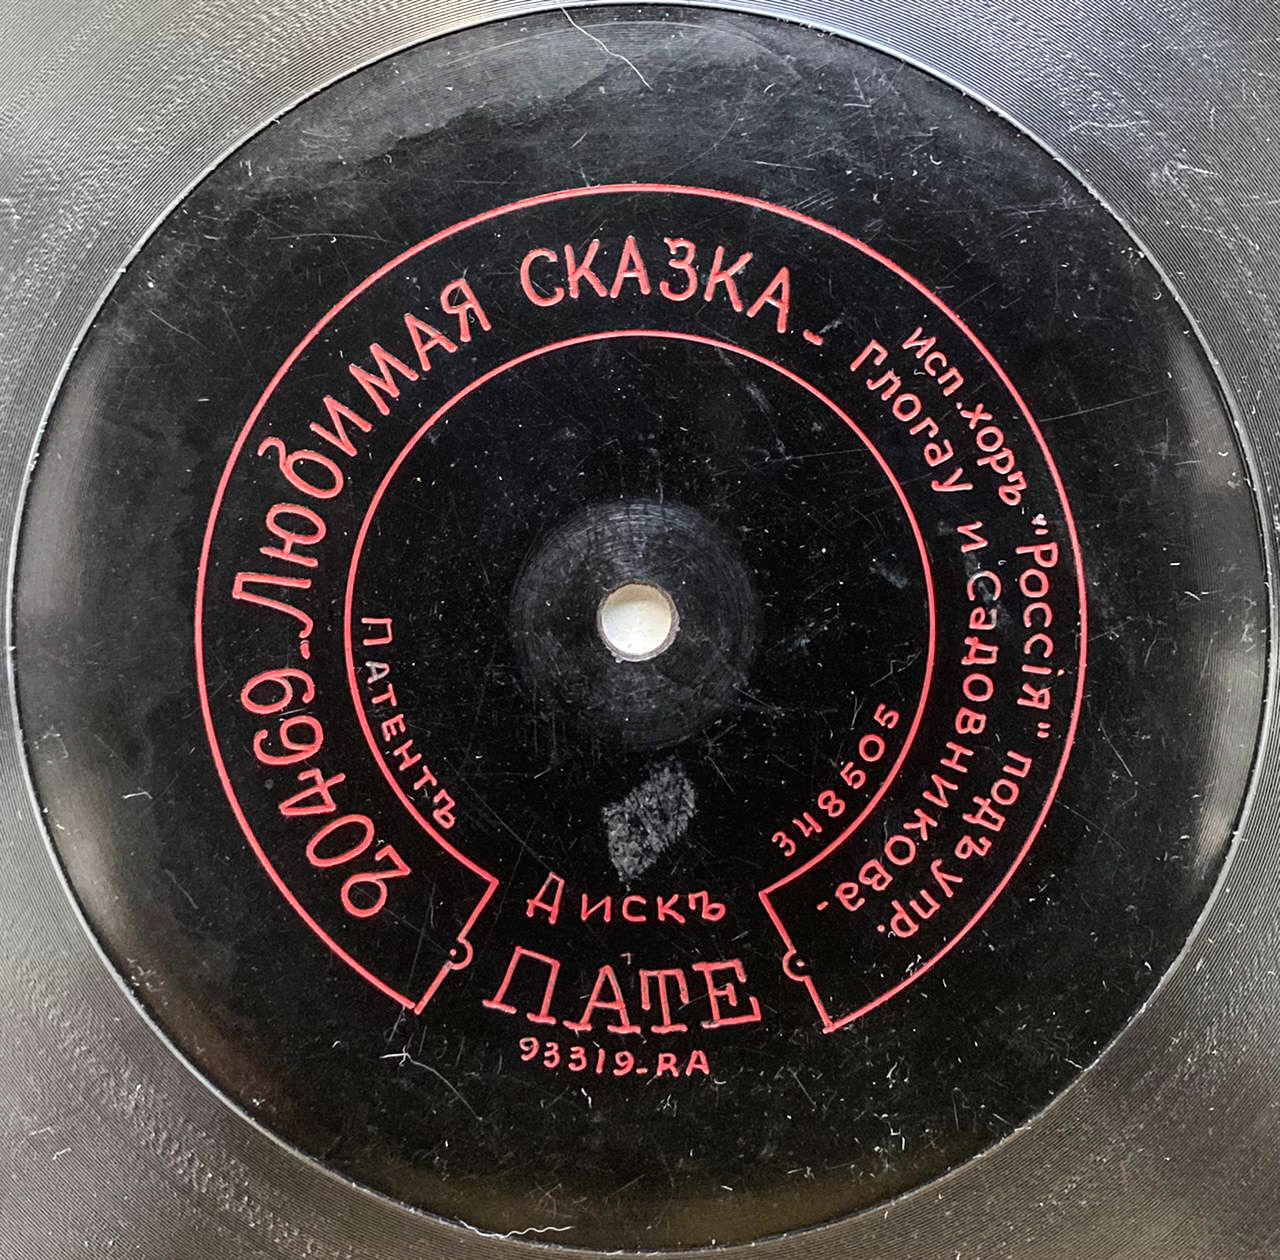 20469 - Любимая сказка -
исп. хоръ "Россія" подъ упр.
Глогау и Садовникова -
Патентъ
348505
Дискъ
ПАТЕ
93319-RA